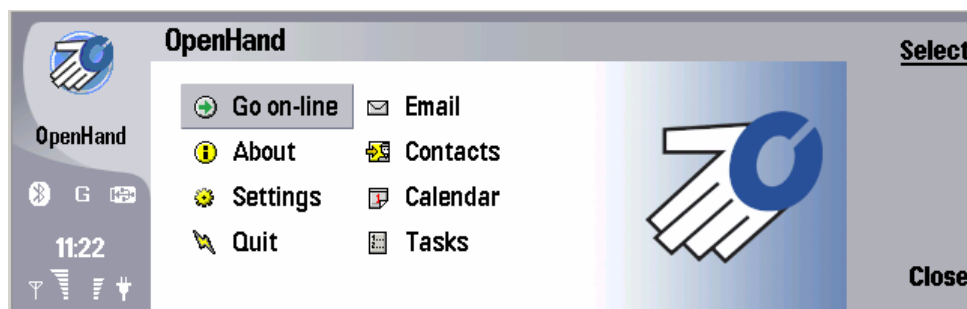 OpenHand
OpenHand
Select
Go on-line
Email
About
Contacts
Settings
Calendar
Quit
Tasks
G
11:22
Close